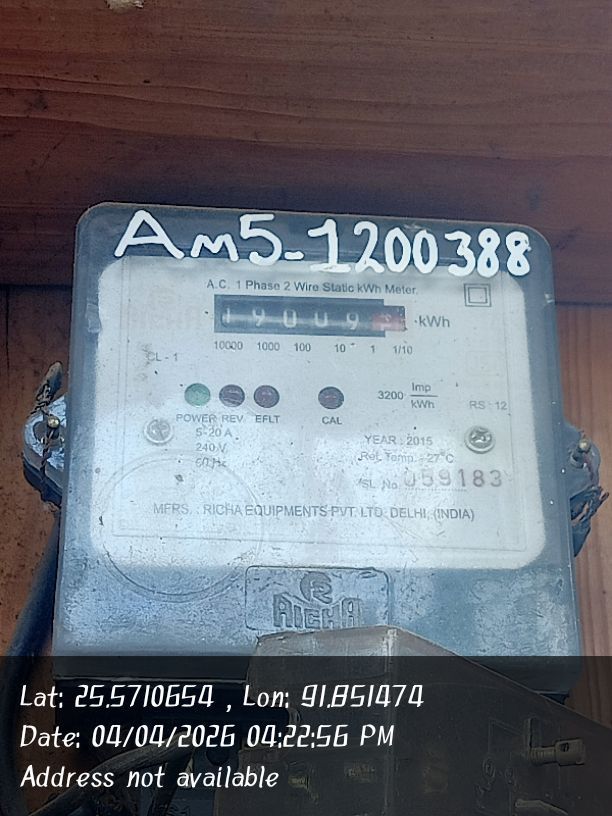 Am5-1200388
A.C. 1 Phase 2 Wire Static kWh Meter.
19009 kWh
10000 1000 100 10 1 1/10
CL - 1
3200 Imp/kWh
POWER REV EFLT CAL
RS : 12
5-20 A
240 V
YEAR : 2015
Ref. Temp. : 27°C
SL. No. 059183
MFRS. : RICHA EQUIPMENTS PVT. LTD. DELHI, (INDIA)
RICHA
Lat: 25.5710654 , Lon: 91.851474
Date: 04/04/2026 04:22:56 PM
Address not available